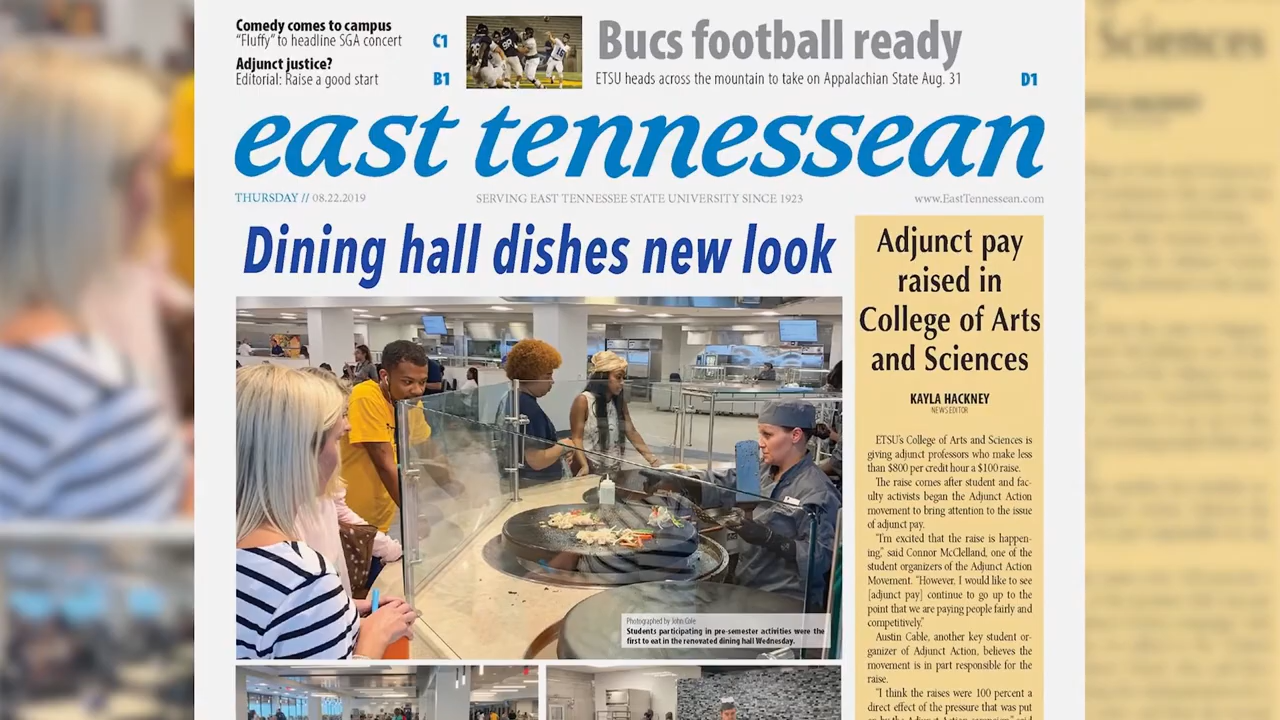 Comedy comes to campus
"Fluffy" to headline SGA concert C1
Adjunct justice?
Editorial: Raise a good start B1
Bucs football ready
ETSU heads across the mountain to take on Appalachian State Aug. 31 D1
east tennessean
THURSDAY // 08.22.2019 SERVING EAST TENNESSEE STATE UNIVERSITY SINCE 1923 www.EastTennessean.com
Dining hall dishes new look
Photographed by John Cole
Students participating in pre-semester activities were the
first to eat in the renovated dining hall Wednesday.
Adjunct pay
raised in
College of Arts
and Sciences
KAYLA HACKNEY
NEWS EDITOR
ETSU's College of Arts and Sciences is
giving adjunct professors who make less
than $800 per credit hour a $100 raise.
The raise comes after student and fac-
ulty activists began the Adjunct Action
movement to bring attention to the issue
of adjunct pay.
"I'm excited that the raise is happen-
ing," said Connor McClelland, one of the
student organizers of the Adjunct Action
Movement. "However, I would like to see
[adjunct pay] continue to go up to the
point that we are paying people fairly and
competitively."
Austin Cable, another key student or-
ganizer of Adjunct Action, believes the
movement is in part responsible for the
raise.
"I think the raises were 100 percent a
direct effect of the pressure that was put
Sciences